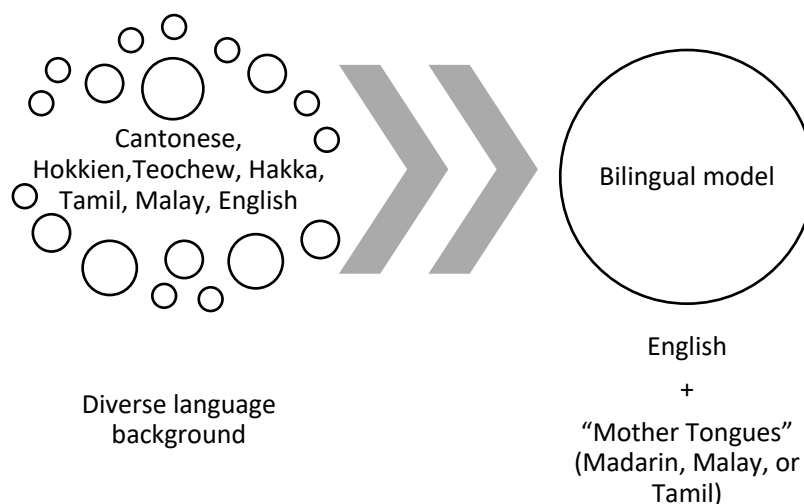 Cantonese,
Hokkien,Teochew, Hakka,
Tamil, Malay, English
Diverse language
background
Bilingual model
English
+
“Mother Tongues”
(Madarin, Malay, or
Tamil)